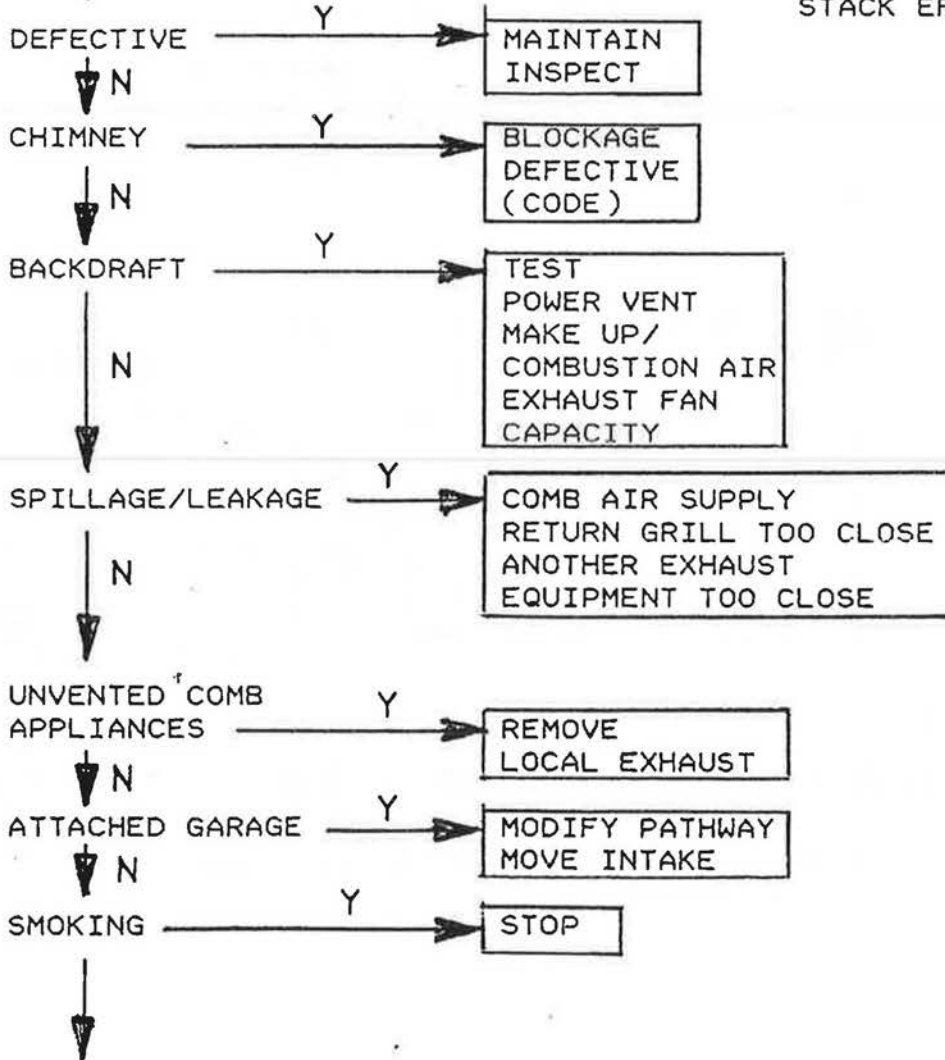 STACK
DEFECTIVE
Y
MAINTAIN
INSPECT
N
CHIMNEY
Y
BLOCKAGE
DEFECTIVE
(CODE)
N
BACKDRAFT
Y
TEST
POWER VENT
MAKE UP/
COMBUSTION AIR
EXHAUST FAN
CAPACITY
N
SPILLAGE/LEAKAGE
Y
COMB AIR SUPPLY
RETURN GRILL TOO CLOSE
ANOTHER EXHAUST
EQUIPMENT TOO CLOSE
N
UNVENTED COMB
APPLIANCES
Y
REMOVE
LOCAL EXHAUST
N
ATTACHED GARAGE
Y
MODIFY PATHWAY
MOVE INTAKE
N
SMOKING
Y
STOP